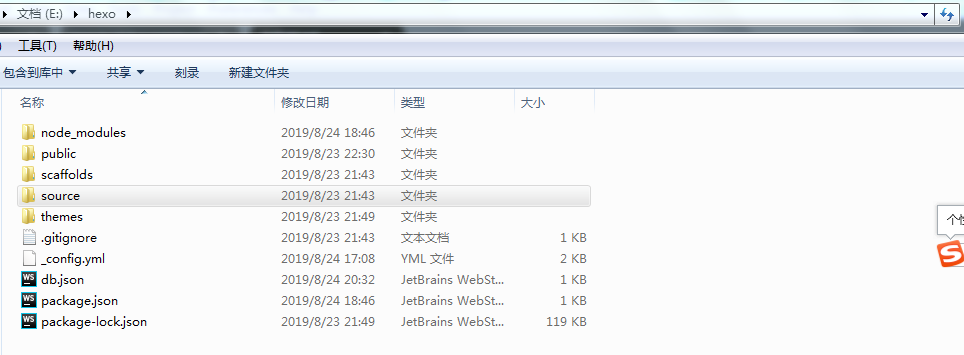 文档 (E:) hexo
工具(T) 帮助(H)
包含到库中 共享 刻录 新建文件夹
名称 修改日期 类型 大小
node_modules 2019/8/24 18:46 文件夹
public 2019/8/23 22:30 文件夹
scaffolds 2019/8/23 21:43 文件夹
source 2019/8/23 21:43 文件夹
themes 2019/8/23 21:49 文件夹
.gitignore 2019/8/23 21:43 文本文档 1 KB
_config.yml 2019/8/24 17:08 YML 文件 2 KB
db.json 2019/8/24 20:32 JetBrains WebSt... 1 KB
package.json 2019/8/24 18:46 JetBrains WebSt... 1 KB
package-lock.json 2019/8/23 21:49 JetBrains WebSt... 119 KB